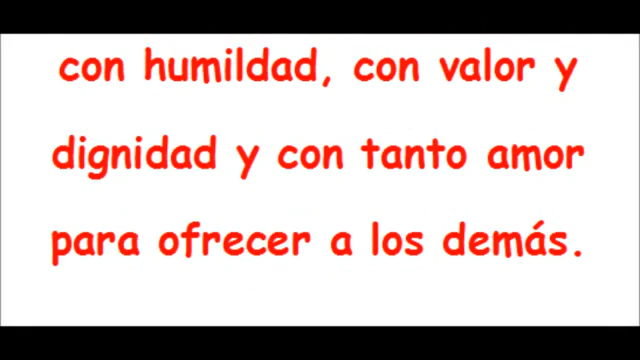 con humildad, con valor y
dignidad y con tanto amor
para ofrecer a los demás.